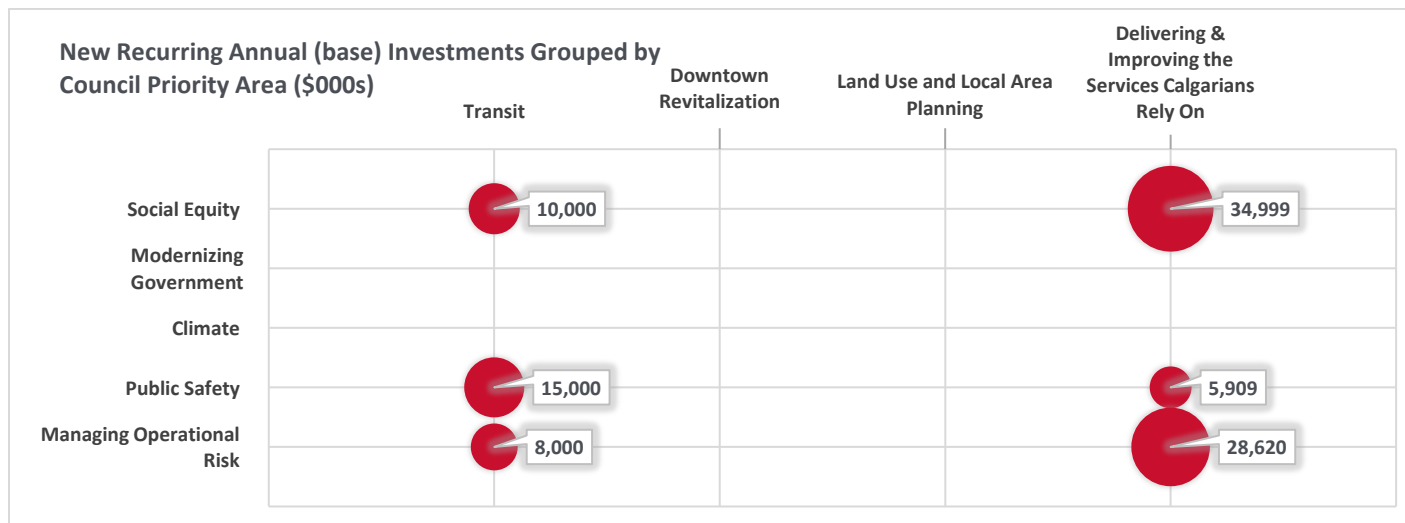 New Recurring Annual (base) Investments Grouped by
Council Priority Area ($000s)
Transit
Downtown
Revitalization
Land Use and Local Area
Planning
Delivering &
Improving the
Services Calgarians
Rely On
Social Equity
10,000
34,999
Modernizing
Government
Climate
Public Safety
15,000
5,909
Managing Operational
Risk
8,000
28,620